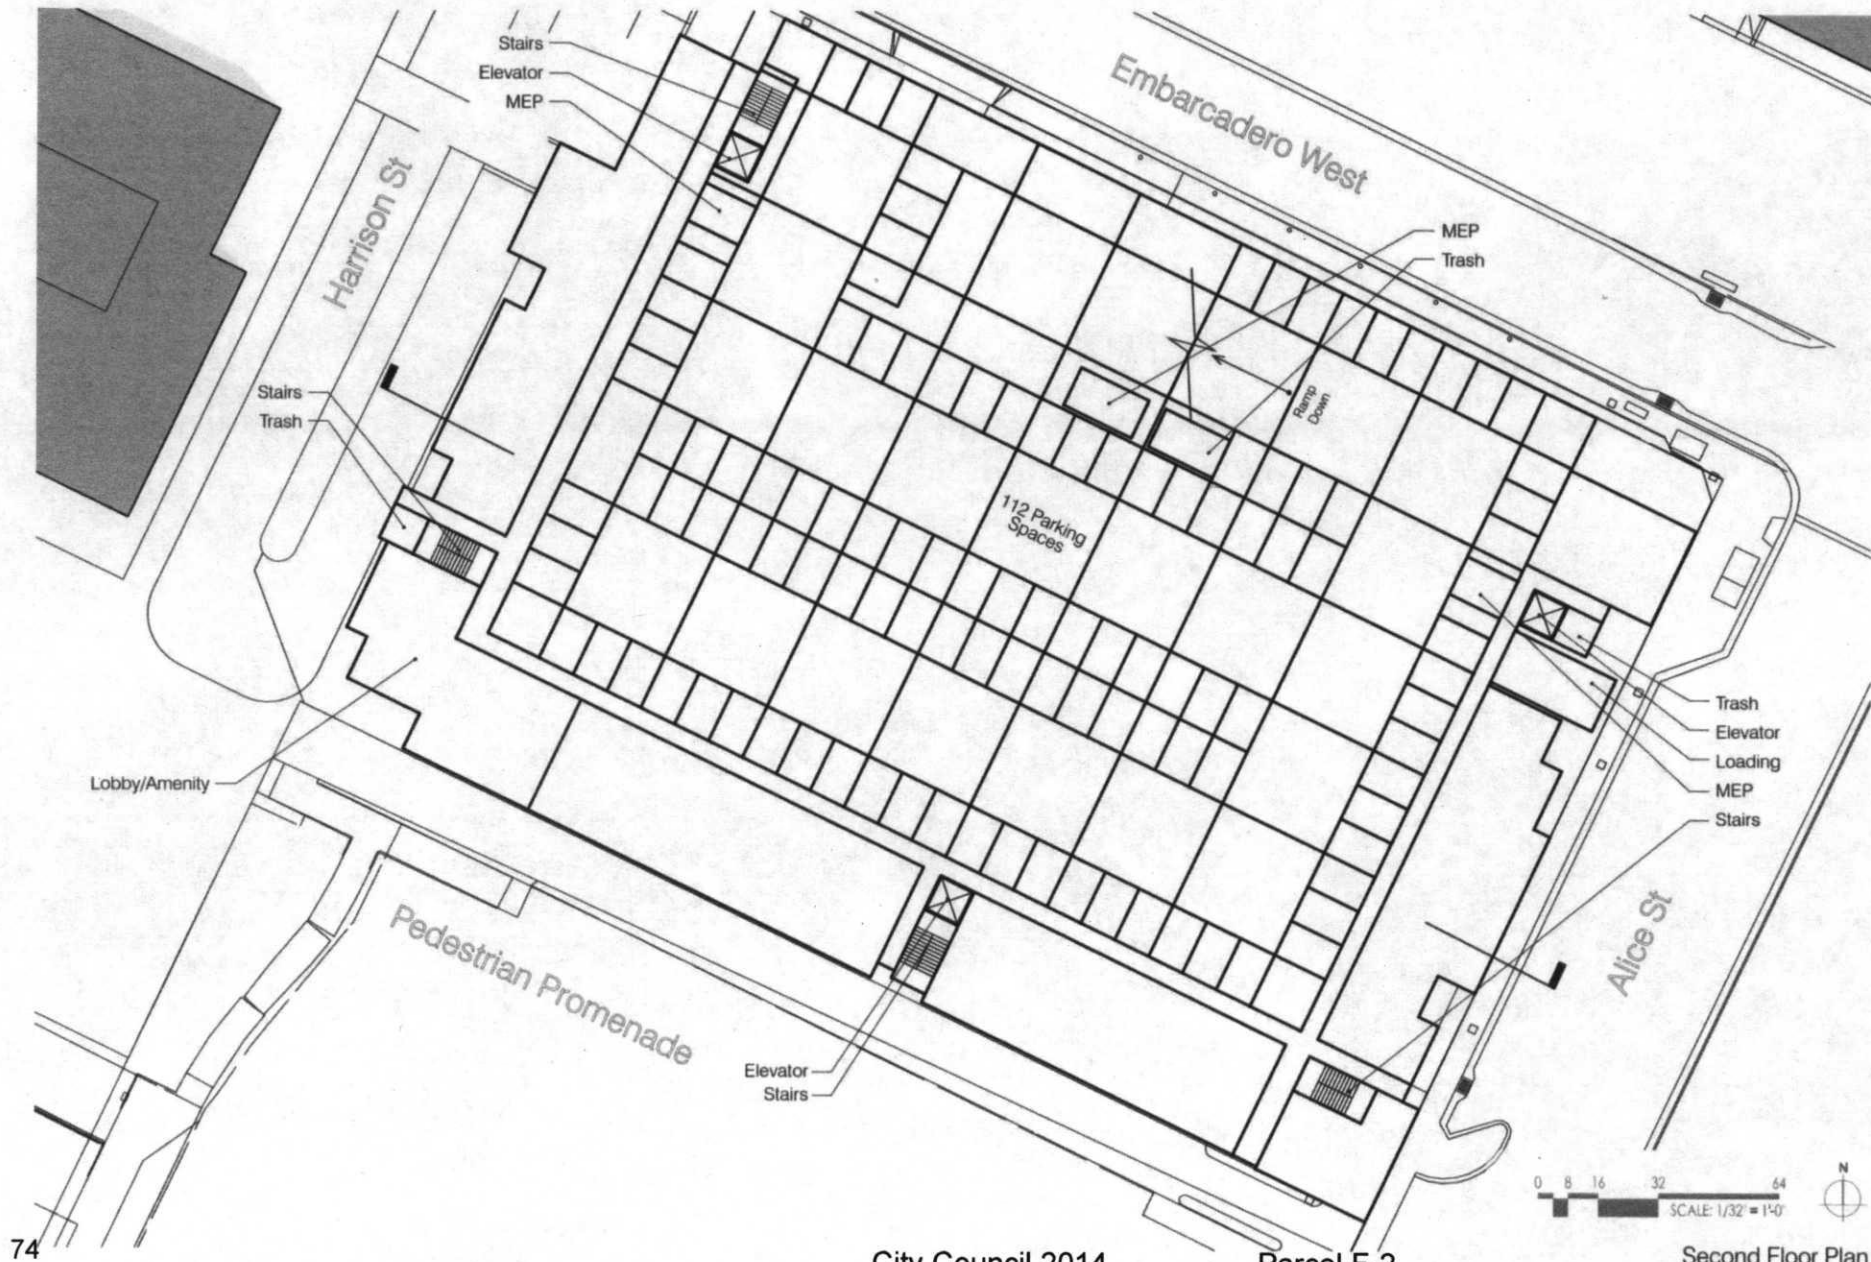 Stairs
Elevator
MEP
Embarcadero West
Harrison St
MEP
Trash
Ramp
Down
Stairs
Trash
112 Parking
Spaces
Lobby/Amenity
Trash
Elevator
Loading
MEP
Stairs
Pedestrian Promenade
Alice St
Elevator
Stairs
0 8 16 32 64
SCALE: 1/32" = 1'-0"
N
74
City Council 2014
Parcel F-2
Second Floor Plan